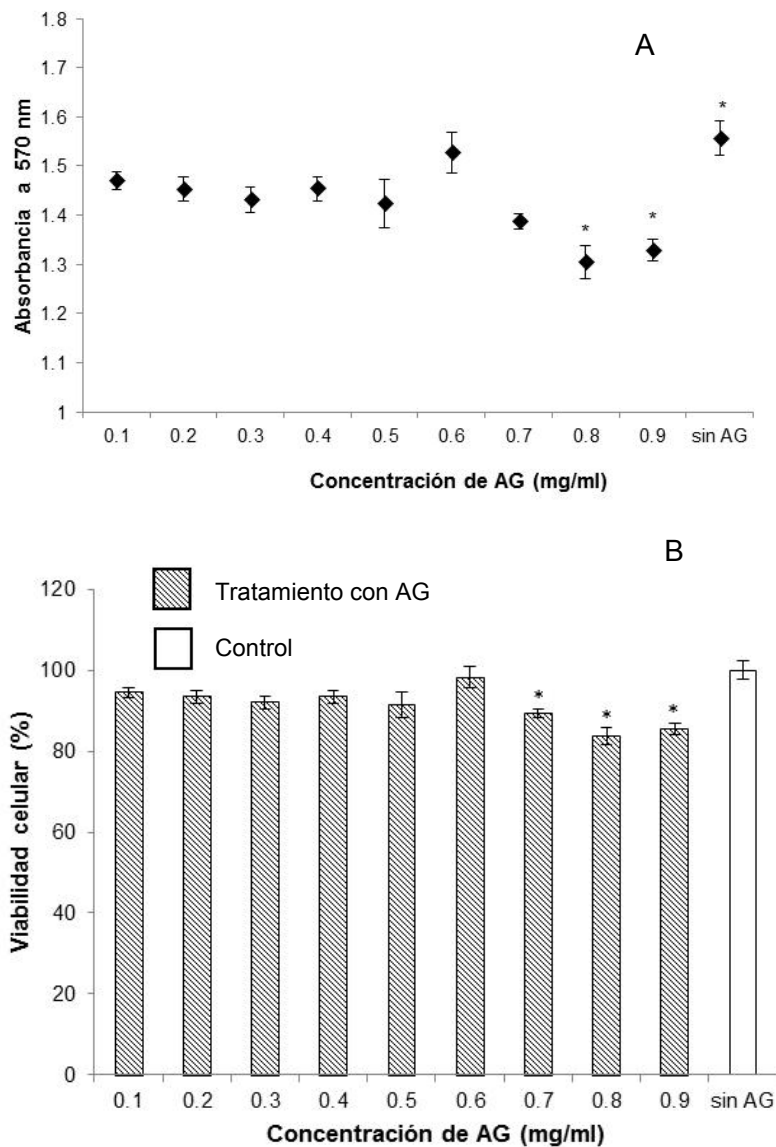 A
1.8
1.7
1.6
1.5
1.4
1.3
1.2
1.1
1
Absorbancia a 570 nm
*
*
*
0.1 0.2 0.3 0.4 0.5 0.6 0.7 0.8 0.9 sin AG
Concentración de AG (mg/ml)
B
Tratamiento con AG
Control
120
100
80
60
40
20
0
Viabilidad celular (%)
*
*
*
0.1 0.2 0.3 0.4 0.5 0.6 0.7 0.8 0.9 sin AG
Concentración de AG (mg/ml)